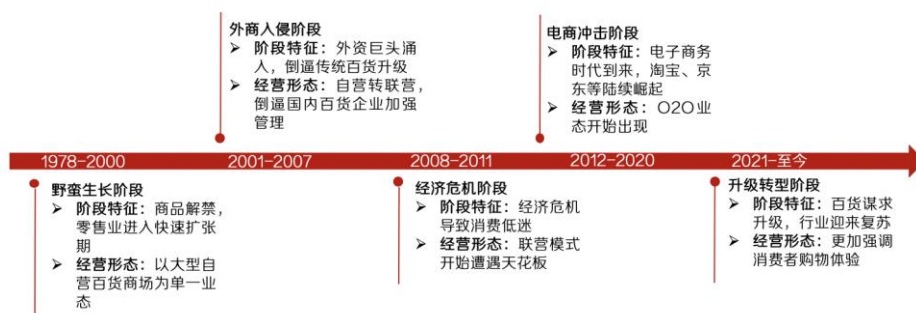 外商入侵阶段
➢ 阶段特征：外资巨头涌
入，倒逼传统百货升级
➢ 经营形态：自营转联营，
倒逼国内百货企业加强
管理
电商冲击阶段
➢ 阶段特征：电子商务
时代到来，淘宝、京
东等陆续崛起
➢ 经营形态：O2O业
态开始出现
1978-2000
2001-2007
2008-2011
2012-2020
2021-至今
野蛮生长阶段
➢ 阶段特征：商品解禁，
零售业进入快速扩张
期
➢ 经营形态：以大型自
营百货商场为单一业
态
经济危机阶段
➢ 阶段特征：经济危机
导致消费低迷
➢ 经营形态：联营模式
开始遭遇天花板
升级转型阶段
➢ 阶段特征：百货谋求
升级，行业迎来复苏
➢ 经营形态：更加强调
消费者购物体验